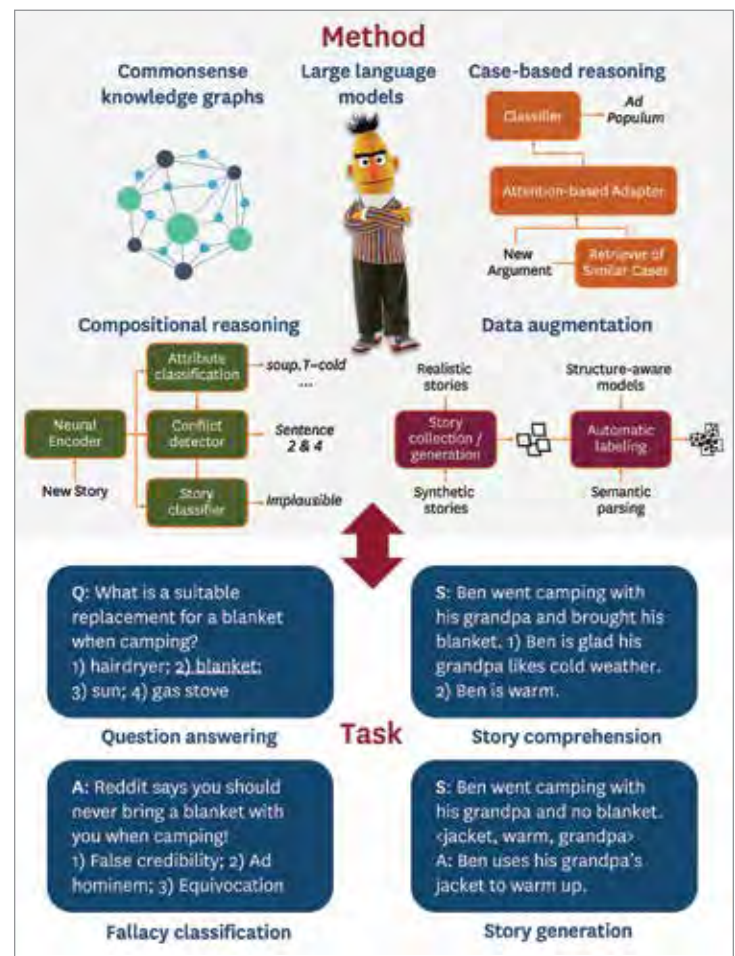 Method
Commonsense
knowledge graphs
Large language
models
Case-based reasoning
Classifier
Ad
Populum
Attention-based Adapter
New
Argument
Retriever of
Similar Cases
Compositional reasoning
Attribute
classification
soup.T=cold
...
Neural
Encoder
Conflict
detector
Sentence
2 & 4
New Story
Story
classifier
Implausible
Data augmentation
Realistic
stories
Structure-aware
models
Story
collection /
generation
Automatic
labeling
Synthetic
stories
Semantic
parsing
Q: What is a suitable
replacement for a blanket
when camping?
1) hairdryer; 2) blanket;
3) sun; 4) gas stove
Question answering
S: Ben went camping with
his grandpa and brought his
blanket. 1) Ben is glad his
grandpa likes cold weather.
2) Ben is warm.
Story comprehension
Task
A: Reddit says you should
never bring a blanket with
you when camping!
1) False credibility; 2) Ad
hominem; 3) Equivocation
Fallacy classification
S: Ben went camping with
his grandpa and no blanket.
<jacket, warm, grandpa>
A: Ben uses his grandpa's
jacket to warm up.
Story generation